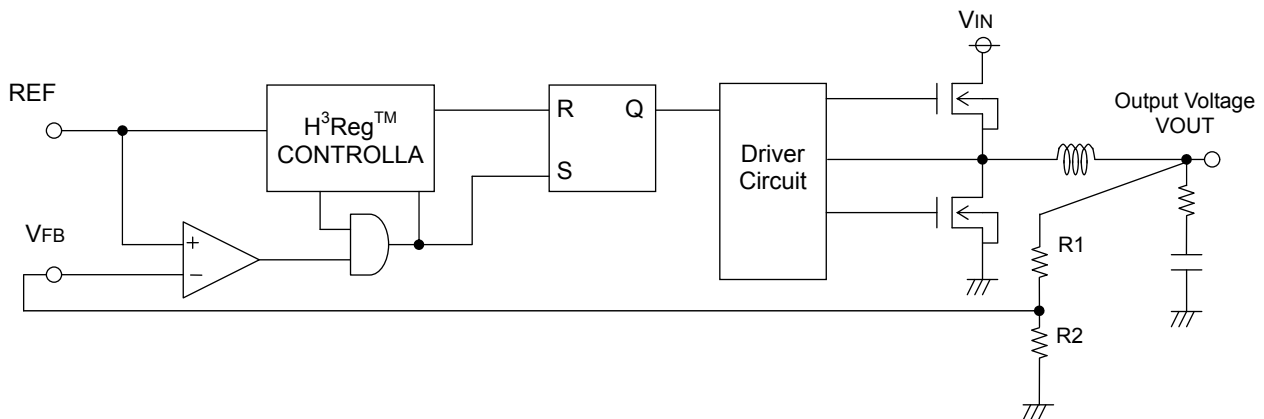 REF
VFB
H³Reg™
CONTROLLA
+
−
R
S
Q
Driver
Circuit
VIN
Output Voltage
VOUT
R1
R2